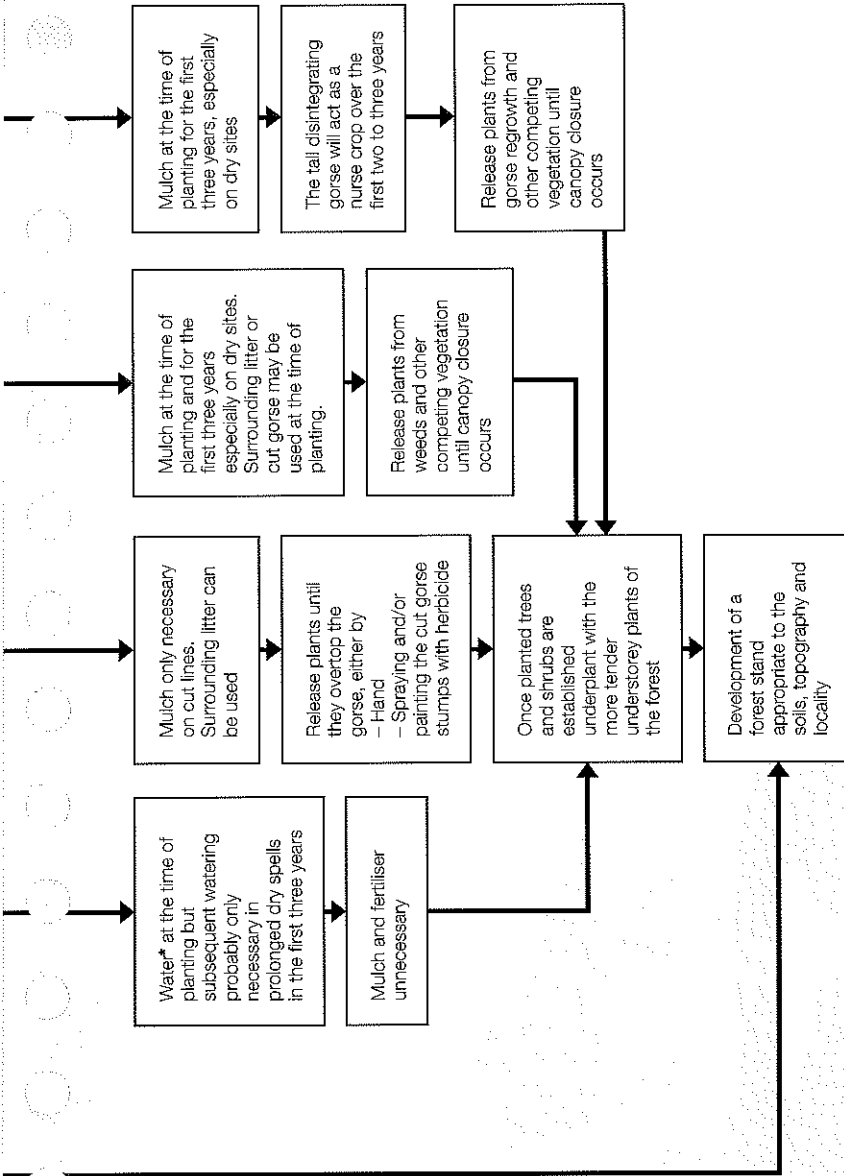 Water* at the time of
planting but
subsequent watering
probably only
necessary in
prolonged dry spells
in the first three years
Mulch and fertiliser
unnecessary
Mulch only necessary
on cut lines.
Surrounding litter can
be used
Release plants until
they overtop the
gorse, either by
– Hand
– Spraying and/or
painting the cut gorse
stumps with herbicide
Mulch at the time of
planting and for the
first three years
especially on dry sites.
Surrounding litter or
cut gorse may be
used at the time of
planting.
Release plants from
weeds and other
competing vegetation
until canopy closure
occurs
Mulch at the time of
planting for the first
three years, especially
on dry sites
The tall disintegrating
gorse will act as a
nurse crop over the
first two to three years
Release plants from
gorse regrowth and
other competing
vegetation until
canopy closure
occurs
Once planted trees
and shrubs are
established
underplant with the
more tender
understorey plants of
the forest
Development of a
forest stand
appropriate to the
soils, topography and
locality